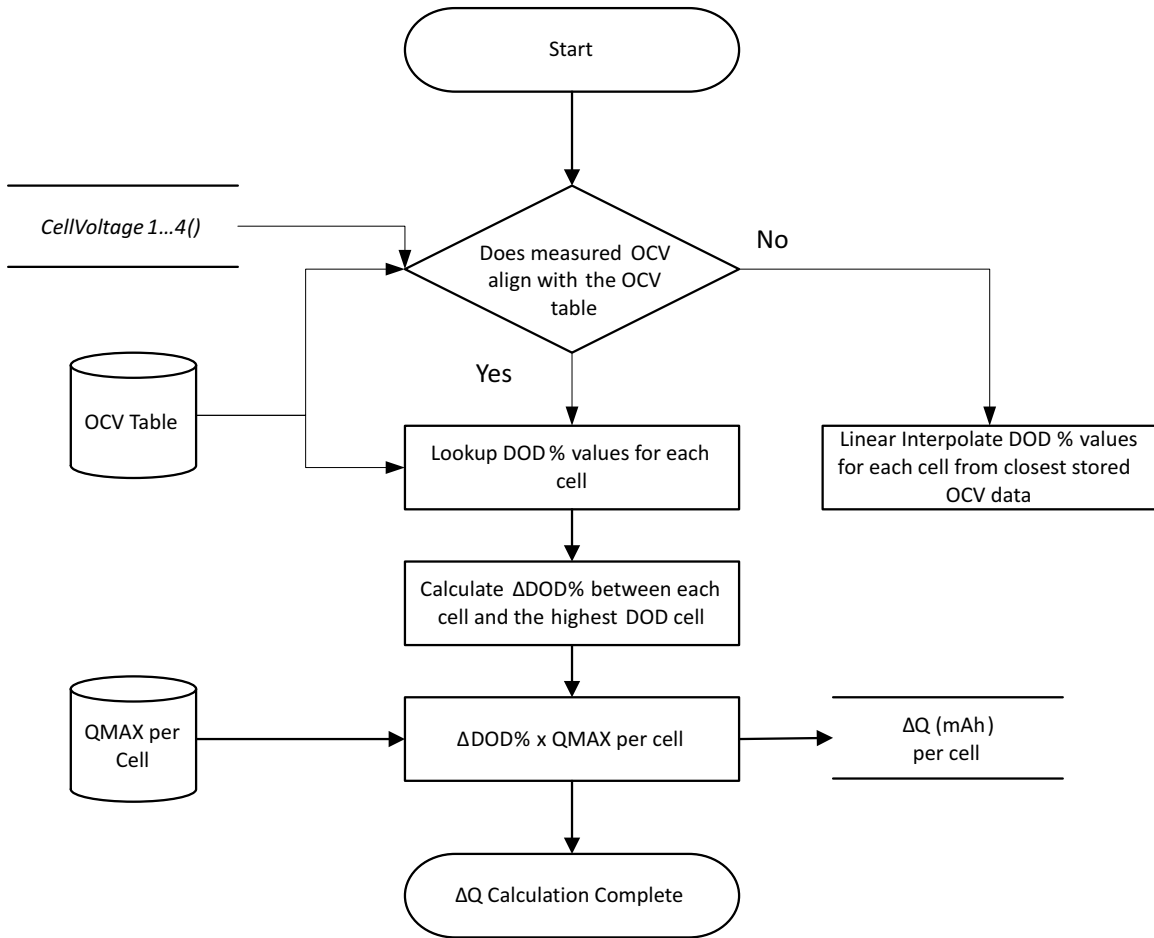 Start
CellVoltage 1...4()
Does measured OCV
align with the OCV
table
No
Yes
OCV Table
Lookup DOD % values for each
cell
Linear Interpolate DOD % values
for each cell from closest stored
OCV data
Calculate ΔDOD% between each
cell and the highest DOD cell
QMAX per
Cell
ΔDOD% x QMAX per cell
ΔQ (mAh)
per cell
ΔQ Calculation Complete